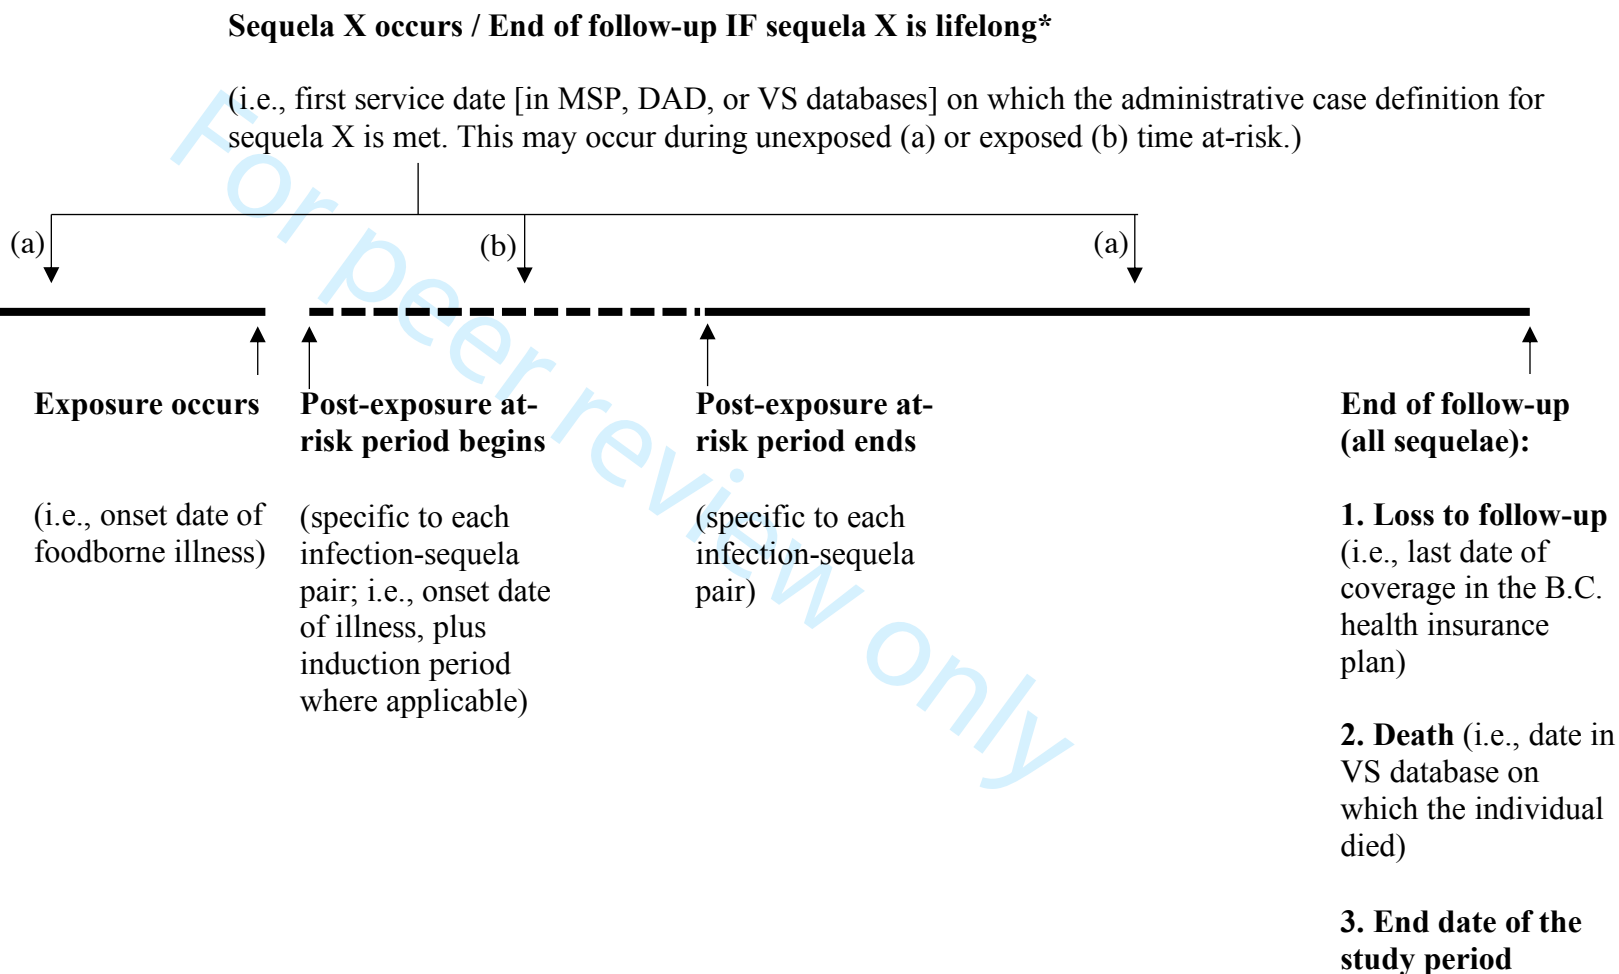 Sequela X occurs / End of follow-up IF sequela X is lifelong*
(i.e., first service date [in MSP, DAD, or VS databases] on which the administrative case definition for
sequela X is met. This may occur during unexposed (a) or exposed (b) time at-risk.)
(a)
(b)
(a)
Exposure occurs
(i.e., onset date of
foodborne illness)
Post-exposure at-
risk period begins
(specific to each
infection-sequela
pair; i.e., onset date
of illness, plus
induction period
where applicable)
Post-exposure at-
risk period ends
(specific to each
infection-sequela
pair)
End of follow-up
(all sequelae):
1. Loss to follow-up
(i.e., last date of
coverage in the B.C.
health insurance
plan)
2. Death (i.e., date in
VS database on
which the individual
died)
3. End date of the
study period
For peer review only